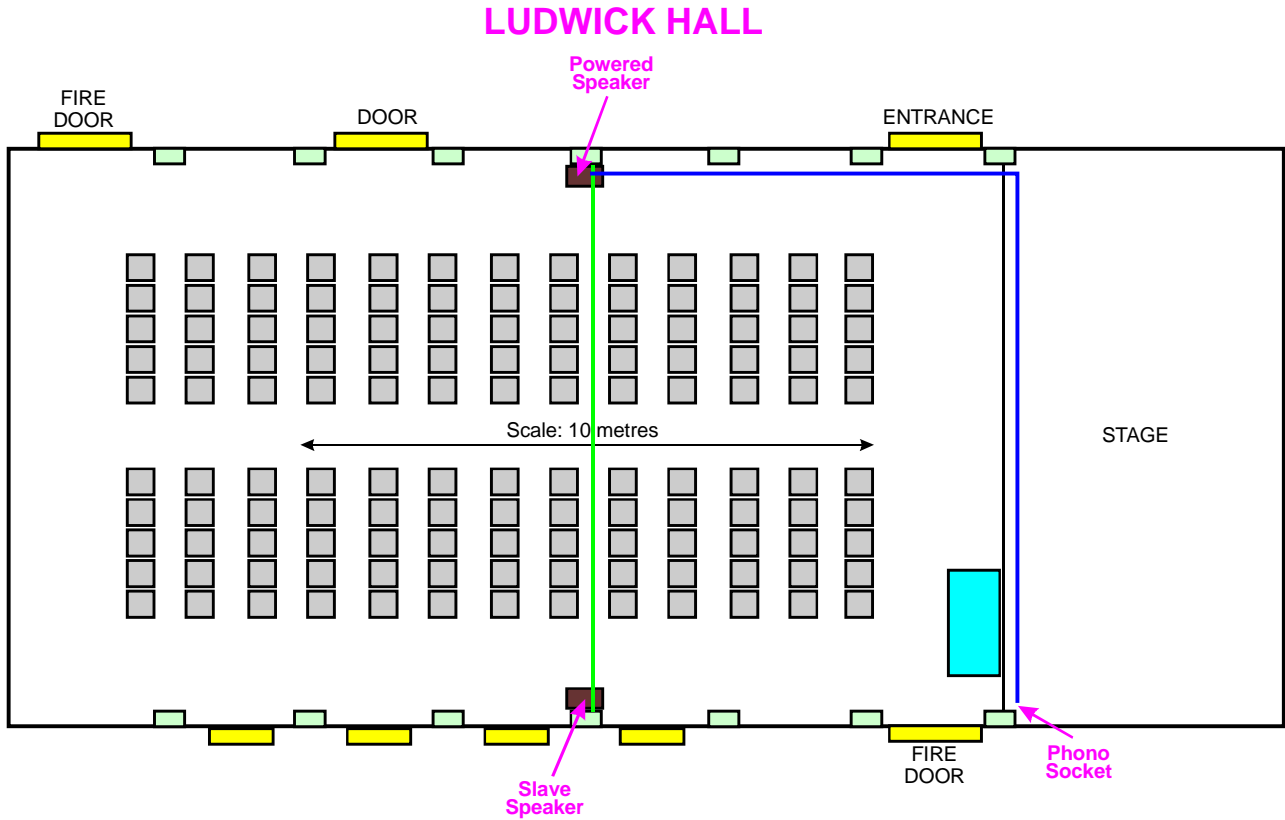 LUDWICK HALL
Powered
Speaker
FIRE
DOOR
DOOR
ENTRANCE
Scale: 10 metres
STAGE
FIRE
DOOR
Phono
Socket
Slave
Speaker